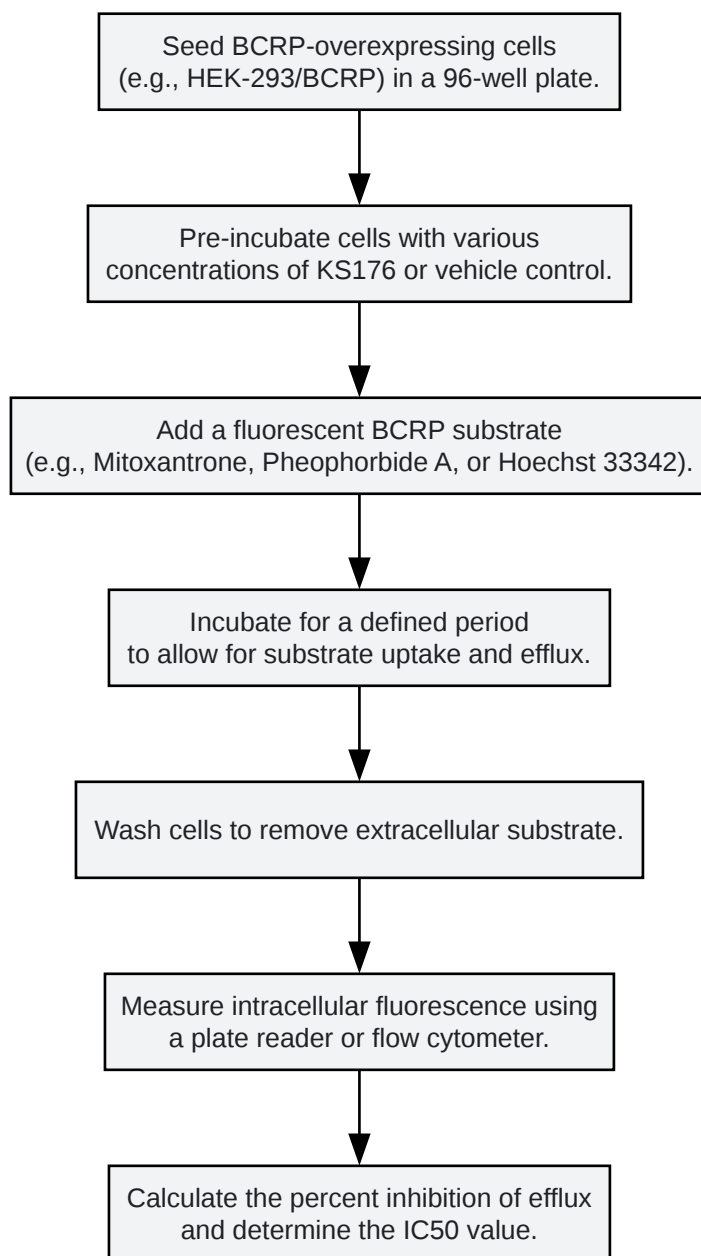 Seed BCRP-overexpressing cells
(e.g., HEK-293/BCRP) in a 96-well plate.
Pre-incubate cells with various
concentrations of KS176 or vehicle control.
Add a fluorescent BCRP substrate
(e.g., Mitoxantrone, Pheophorbide A, or Hoechst 33342).
Incubate for a defined period
to allow for substrate uptake and efflux.
Wash cells to remove extracellular substrate.
Measure intracellular fluorescence using
a plate reader or flow cytometer.
Calculate the percent inhibition of efflux
and determine the IC50 value.